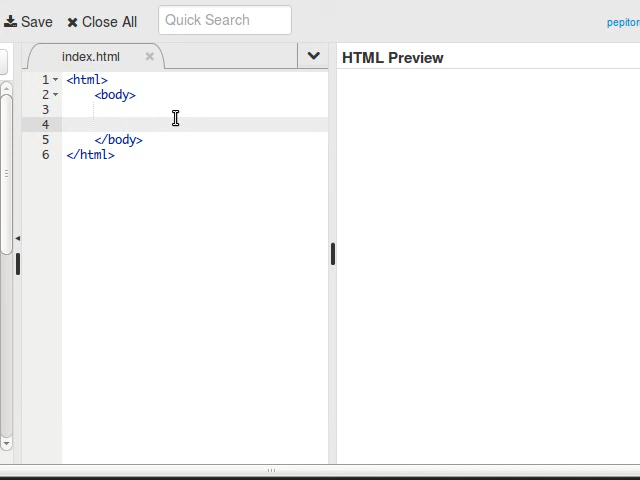 Save Close All Quick Search pepitor
index.html
HTML Preview
1 <html>
2 <body>
3
4
5 </body>
6 </html>